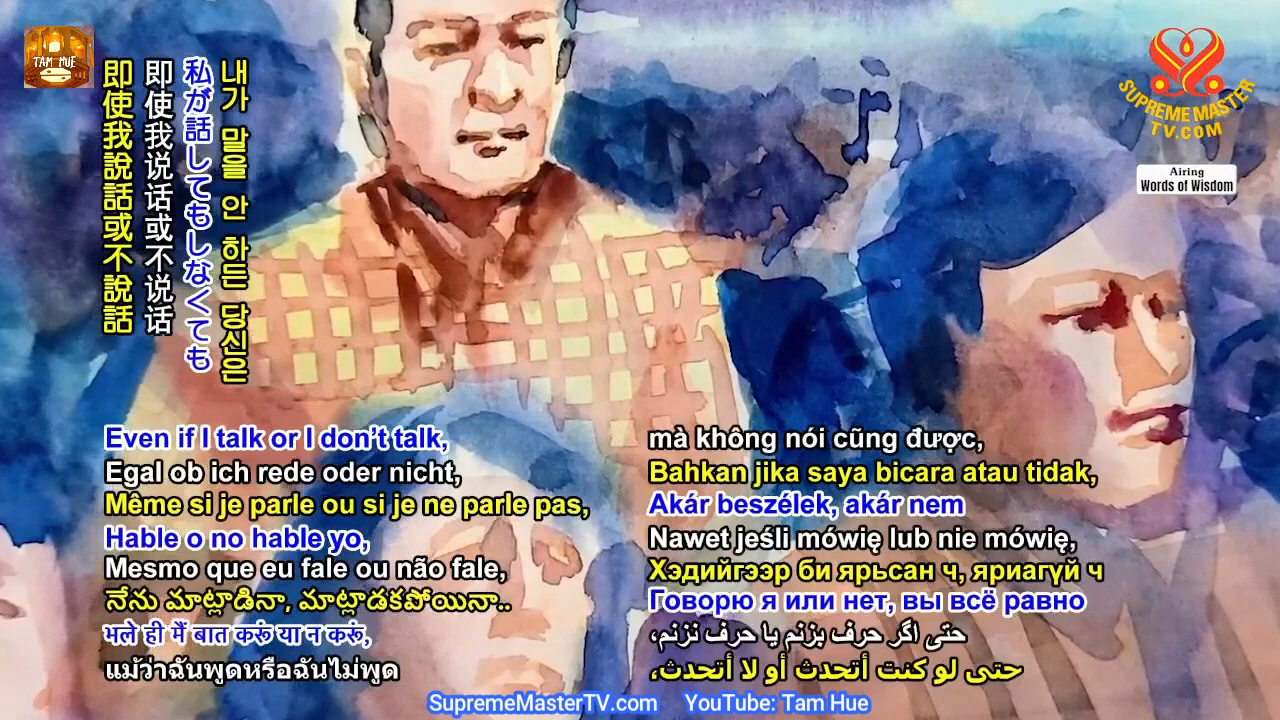 TAM HUE
SUPREME MASTER
TV.COM
Airing
Words of Wisdom
即使我說話或不說話
即使我说话或不说话
私が話してもしなくても
내가 말을 안 하든 당신은
Even if I talk or I don't talk,
Egal ob ich rede oder nicht,
Même si je parle ou si je ne parle pas,
Hable o no hable yo,
Mesmo que eu fale ou não fale,
నేను మాట్లాడినా, మాట్లాడకపోయినా..
भले ही मैं बात करूं या न करूं,
แม้ว่าฉันพูดหรือฉันไม่พูด
mà không nói cũng được,
Bahkan jika saya bicara atau tidak,
Akár beszélek, akár nem
Nawet jeśli mówię lub nie mówię,
Хэдийгээр би ярьсан ч, яриагүй ч
Говорю я или нет, вы всё равно
حتی اگر حرف بزنم یا حرف نزنم،
حتى لو كنت أتحدث أو لا أتحدث،
SupremeMasterTV.com YouTube: Tam Hue